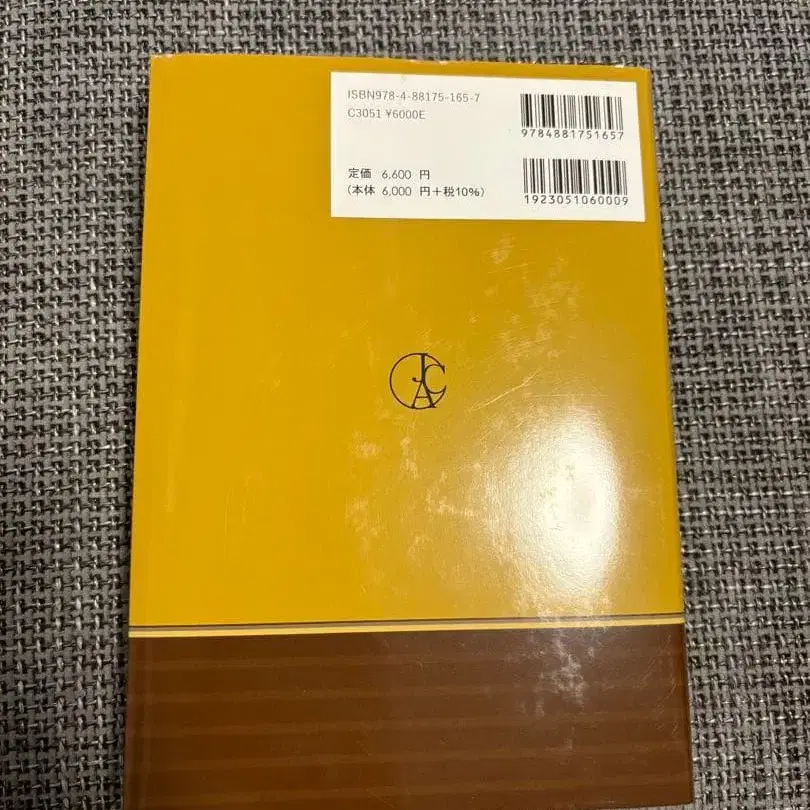 ISBN978-4-88175-165-7
C3051 ¥6000E
9784881751657
定価 6,600 円
(本体 6,000 円+税10%)
1923051060009
JCA